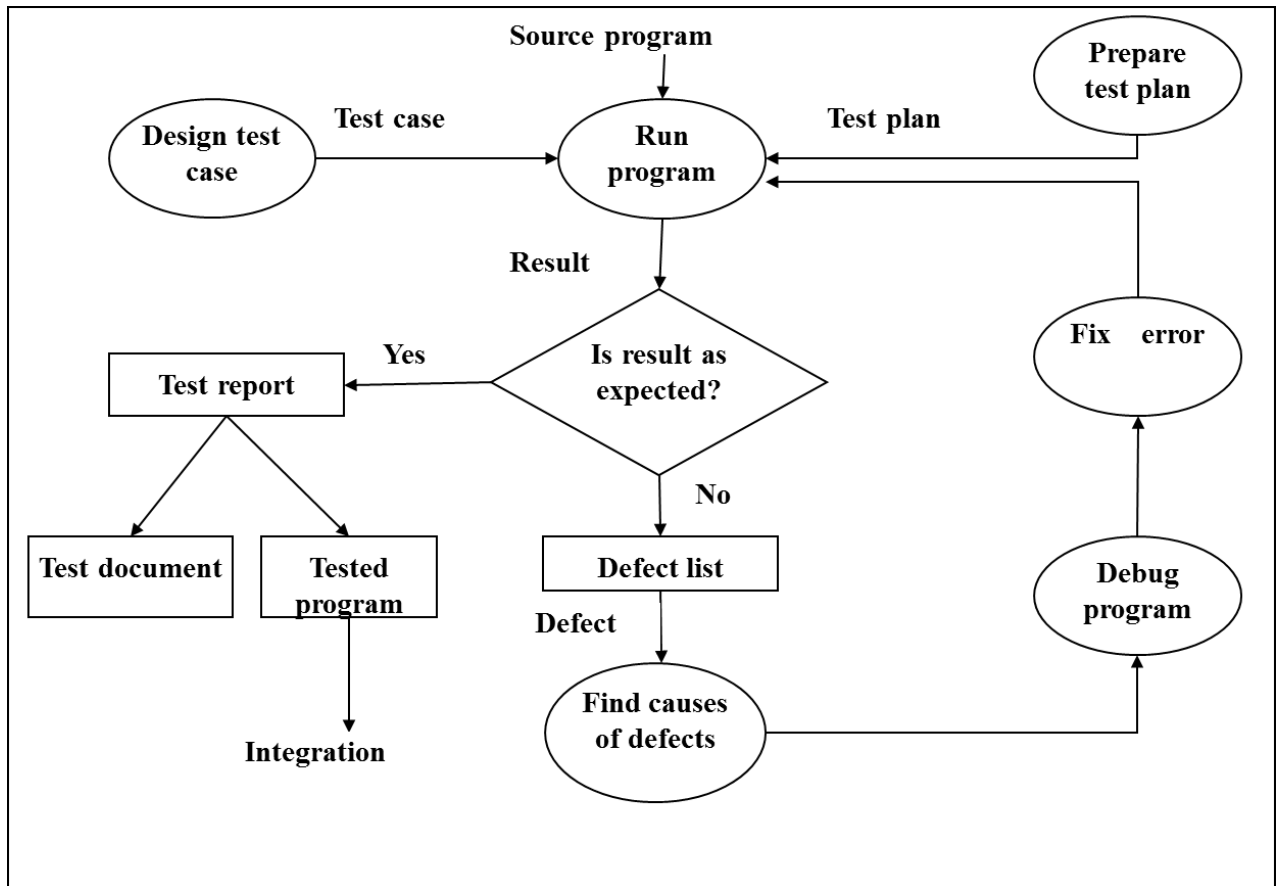 Source program
Prepare
test plan
Test case
Test plan
Design test
case
Run
program
Result
Fix error
Yes
Is result as
expected?
Test report
No
Test document
Tested
program
Defect list
Debug
program
Defect
Find causes
of defects
Integration